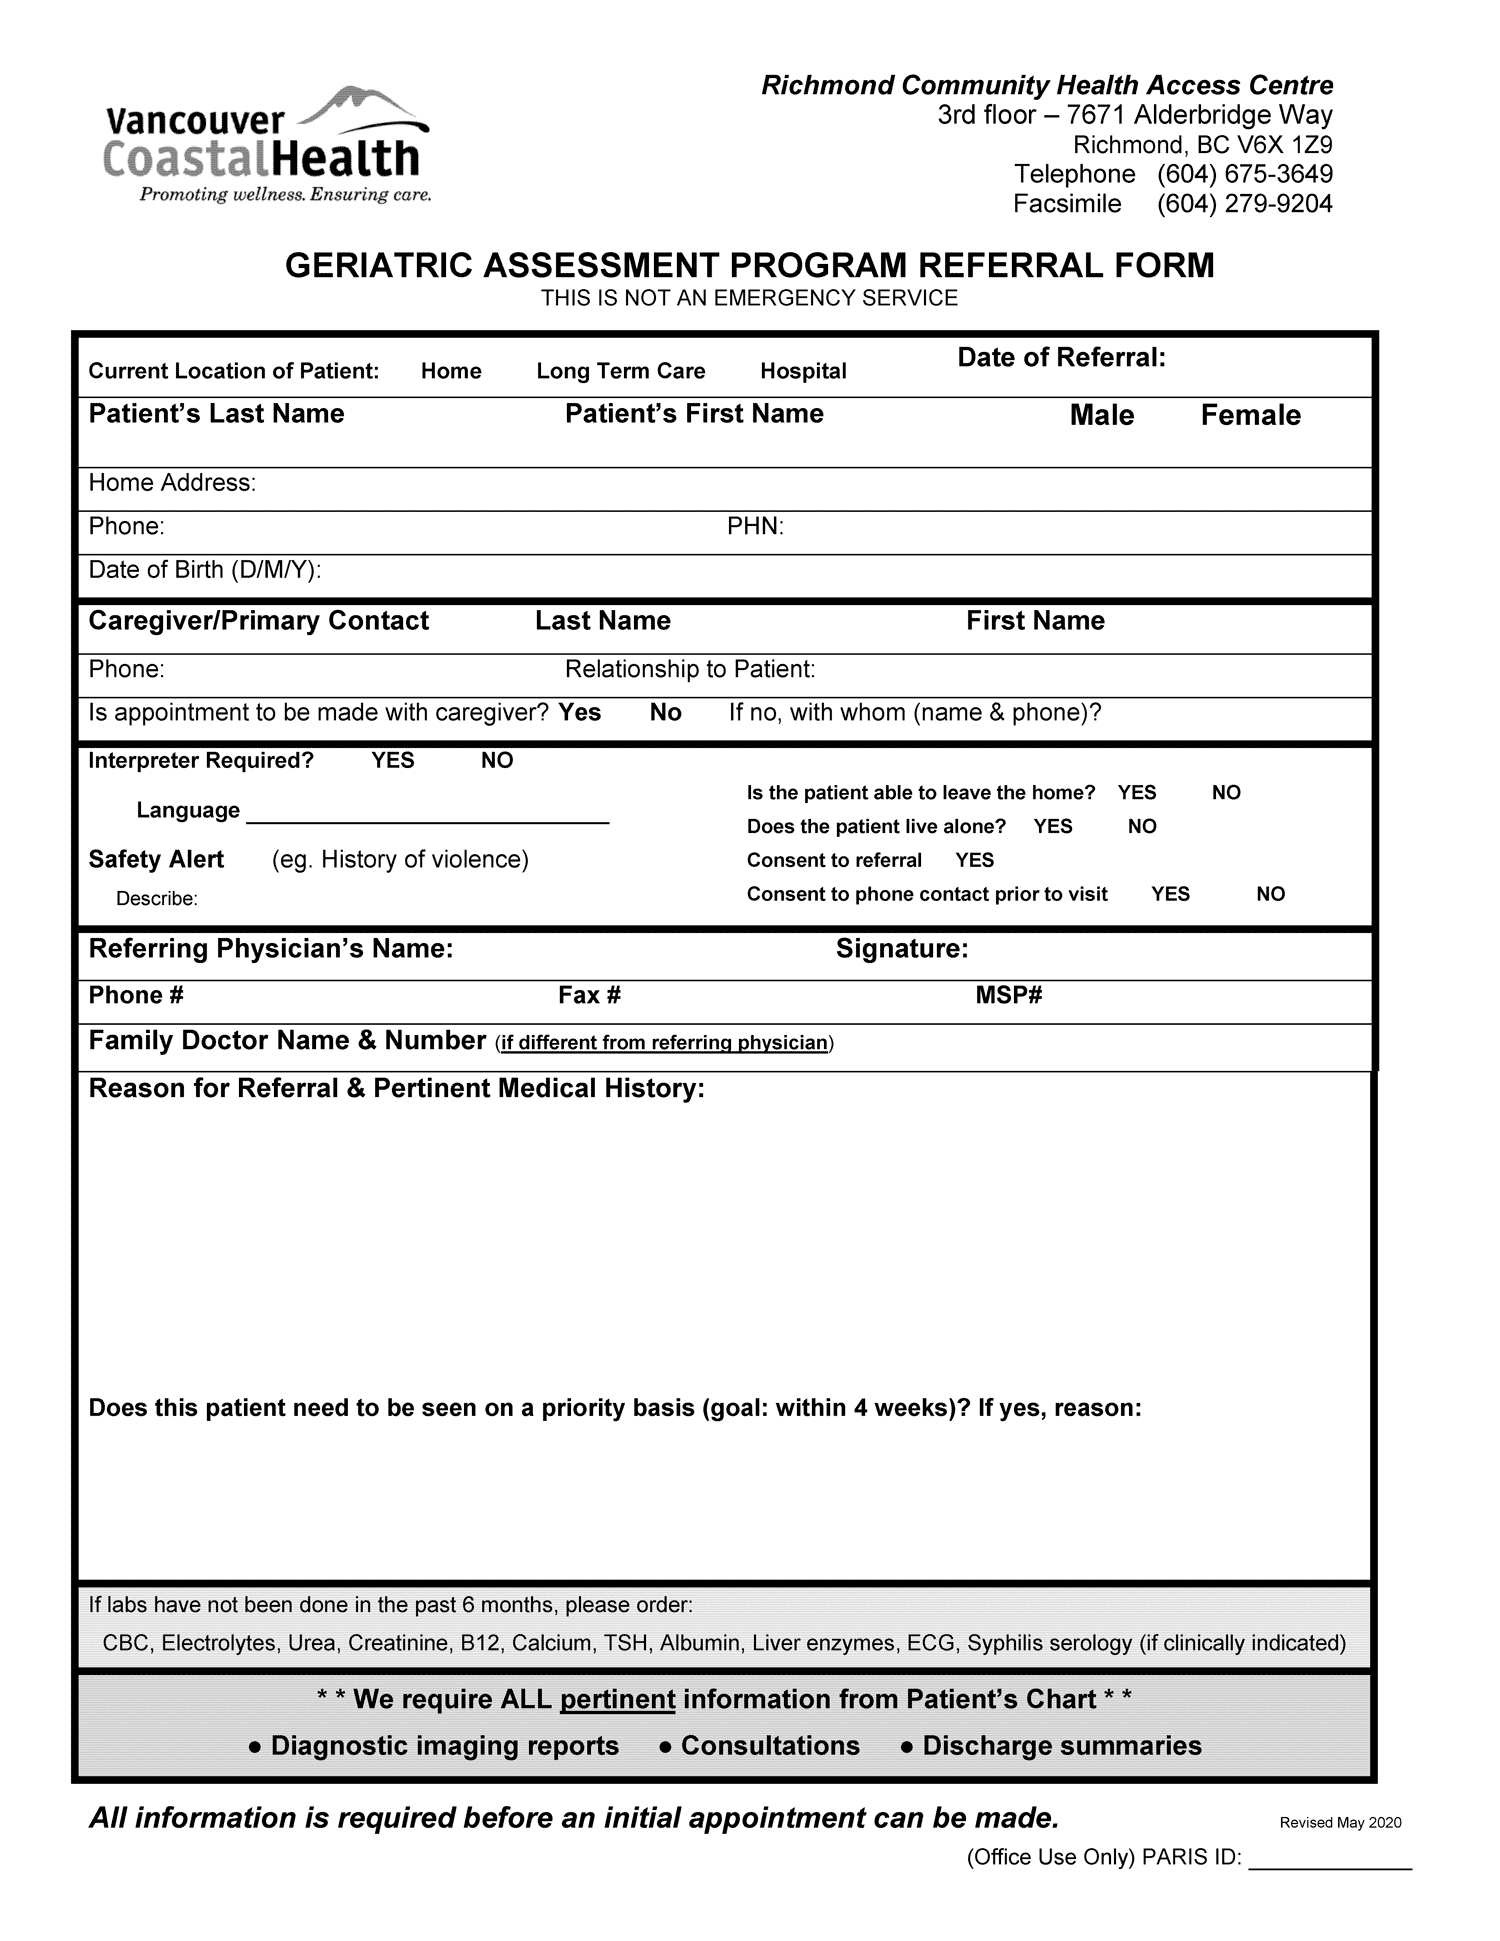 Vancouver
CoastalHealth
Promoting wellness. Ensuring care.
Richmond Community Health Access Centre
3rd floor – 7671 Alderbridge Way
Richmond, BC V6X 1Z9
Telephone (604) 675-3649
Facsimile (604) 279-9204
GERIATRIC ASSESSMENT PROGRAM REFERRAL FORM
THIS IS NOT AN EMERGENCY SERVICE
Current Location of Patient: Home Long Term Care Hospital Date of Referral:
Patient’s Last Name Patient’s First Name Male Female
Home Address:
Phone: PHN:
Date of Birth (D/M/Y):
Caregiver/Primary Contact Last Name First Name
Phone: Relationship to Patient:
Is appointment to be made with caregiver? Yes No If no, with whom (name & phone)?
Interpreter Required? YES NO
Language
Safety Alert (eg. History of violence)
Describe:
Is the patient able to leave the home? YES NO
Does the patient live alone? YES NO
Consent to referral YES
Consent to phone contact prior to visit YES NO
Referring Physician’s Name: Signature:
Phone # Fax # MSP#
Family Doctor Name & Number (if different from referring physician)
Reason for Referral & Pertinent Medical History:
Does this patient need to be seen on a priority basis (goal: within 4 weeks)? If yes, reason:
If labs have not been done in the past 6 months, please order:
CBC, Electrolytes, Urea, Creatinine, B12, Calcium, TSH, Albumin, Liver enzymes, ECG, Syphilis serology (if clinically indicated)
* * We require ALL pertinent information from Patient’s Chart * *
● Diagnostic imaging reports ● Consultations ● Discharge summaries
All information is required before an initial appointment can be made.
Revised May 2020
(Office Use Only) PARIS ID: